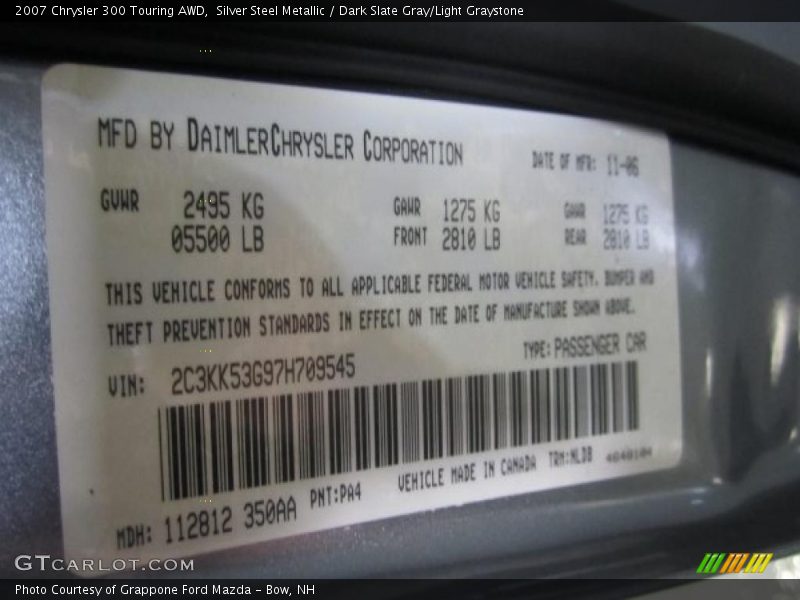 2007 Chrysler 300 Touring AWD,  Silver Steel Metallic / Dark Slate Gray/Light Graystone
MFD BY DAIMLERCHRYSLER CORPORATION
DATE OF MFR: 11-06
GVWR 2495 KG GAWR 1275 KG GAWR 1275 KG
05500 LB FRONT 2810 LB REAR 2810 LB
THIS VEHICLE CONFORMS TO ALL APPLICABLE FEDERAL MOTOR VEHICLE SAFETY, BUMPER AND
THEFT PREVENTION STANDARDS IN EFFECT ON THE DATE OF MANUFACTURE SHOWN ABOVE.
VIN: 2C3KK53G97H709545 TYPE: PASSENGER CAR
MDH: 112812 350AA PNT:PA4 VEHICLE MADE IN CANADA TRM:NLDB
GTCARLOT.COM
Photo Courtesy of Grappone Ford Mazda - Bow, NH